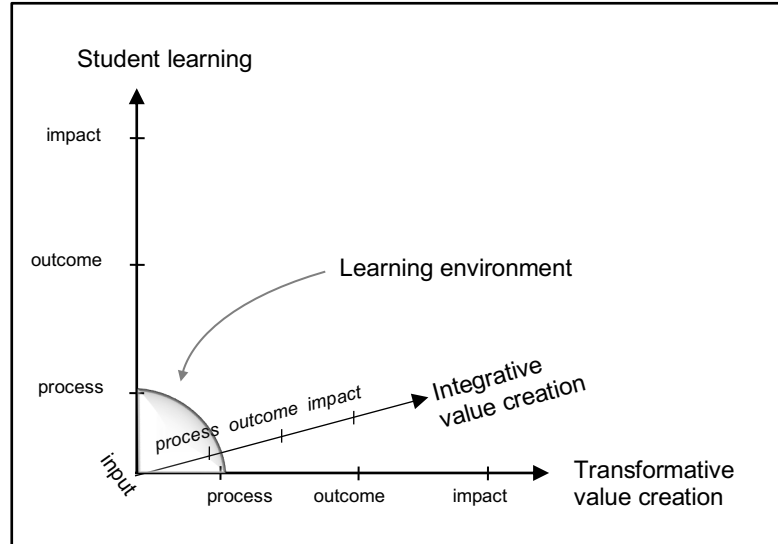 Student learning
impact
outcome
Learning environment
process
process outcome impact
Integrative
value creation
input
process
outcome
impact
Transformative
value creation